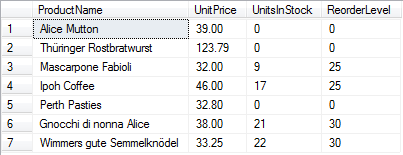 ProductName UnitPrice UnitsInStock ReorderLevel
1 Alice Mutton 39.00 0 0
2 Thüringer Rostbratwurst 123.79 0 0
3 Mascarpone Fabioli 32.00 9 25
4 Ipoh Coffee 46.00 17 25
5 Perth Pasties 32.80 0 0
6 Gnocchi di nonna Alice 38.00 21 30
7 Wimmers gute Semmelknödel 33.25 22 30